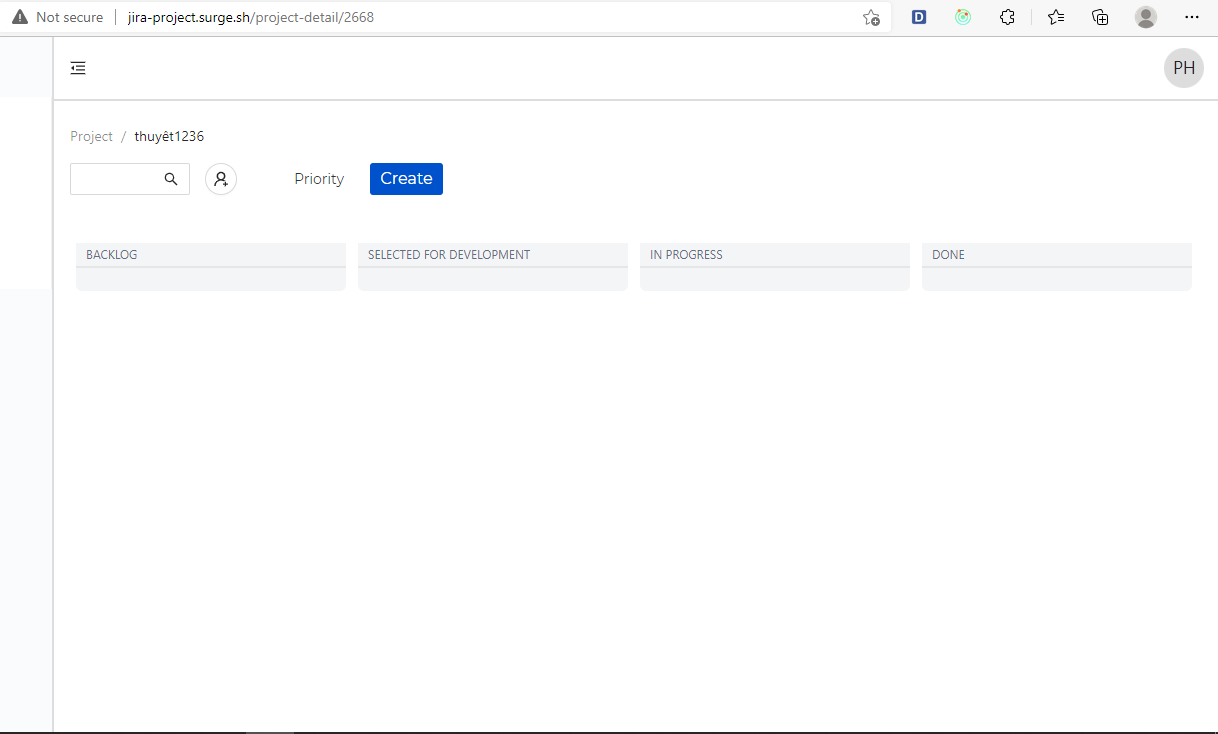 Not secure jira-project.surge.sh/project-detail/2668 D
PH
Project / thuyêt1236
Priority Create
BACKLOG SELECTED FOR DEVELOPMENT IN PROGRESS DONE